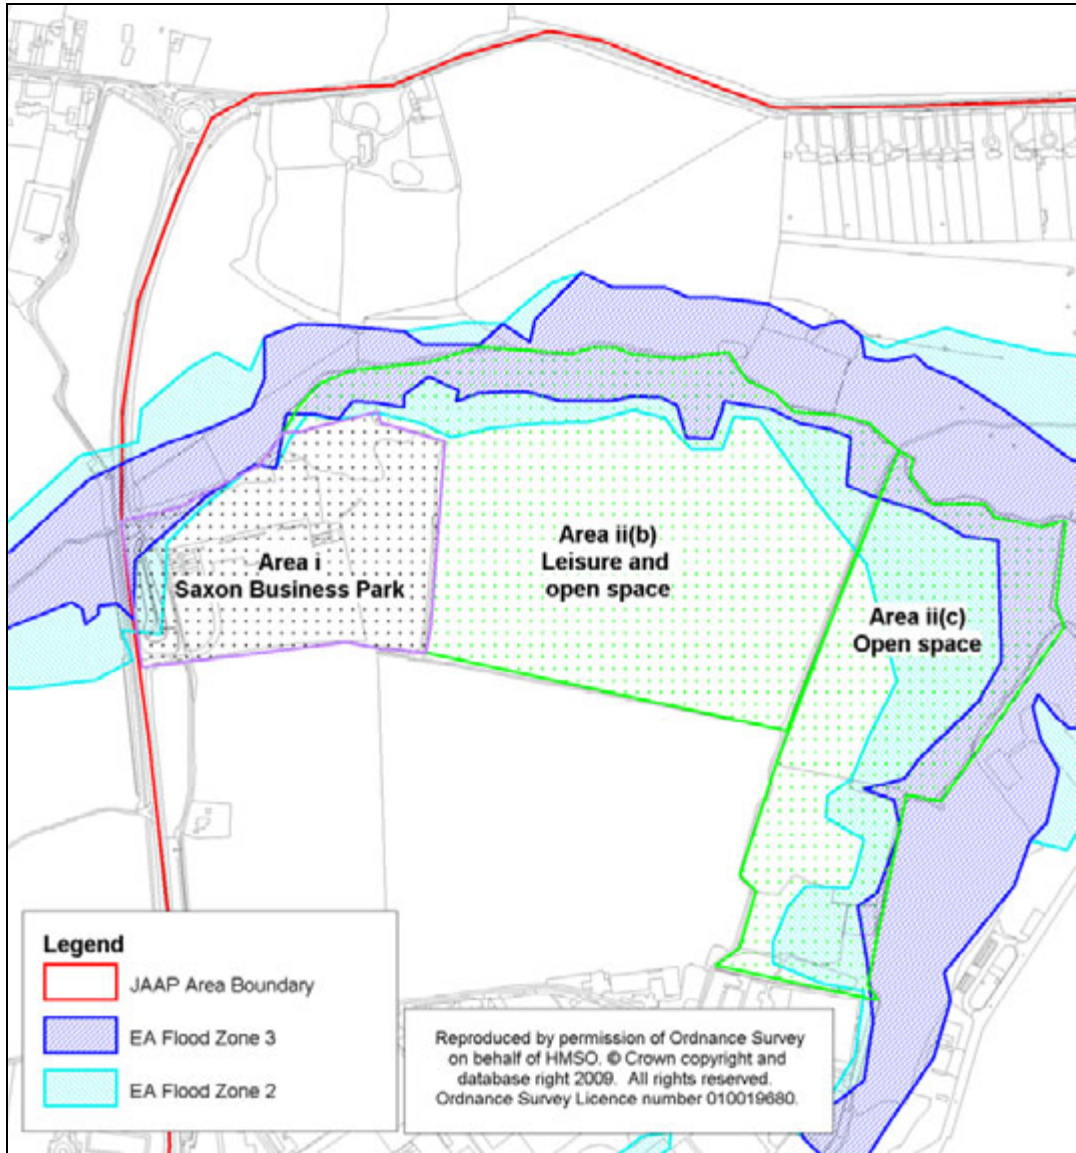 Area i
Saxon Business Park
Area ii(b)
Leisure and
open space
Area ii(c)
Open space
Legend
JAAP Area Boundary
EA Flood Zone 3
EA Flood Zone 2
Reproduced by permission of Ordnance Survey
on behalf of HMSO. © Crown copyright and
database right 2009. All rights reserved.
Ordnance Survey Licence number 010019680.